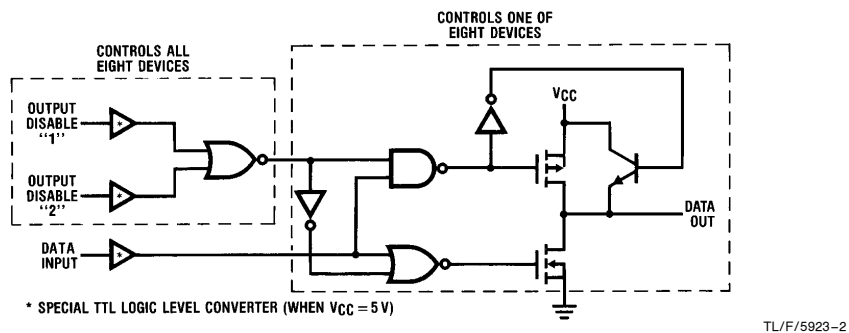 CONTROLS ONE OF
EIGHT DEVICES
CONTROLS ALL
EIGHT DEVICES
OUTPUT
DISABLE
“1”
*
VCC
OUTPUT
DISABLE
“2”
*
DATA
OUT
DATA
INPUT
*
* SPECIAL TTL LOGIC LEVEL CONVERTER (WHEN VCC = 5 V)
TL/F/5923–2